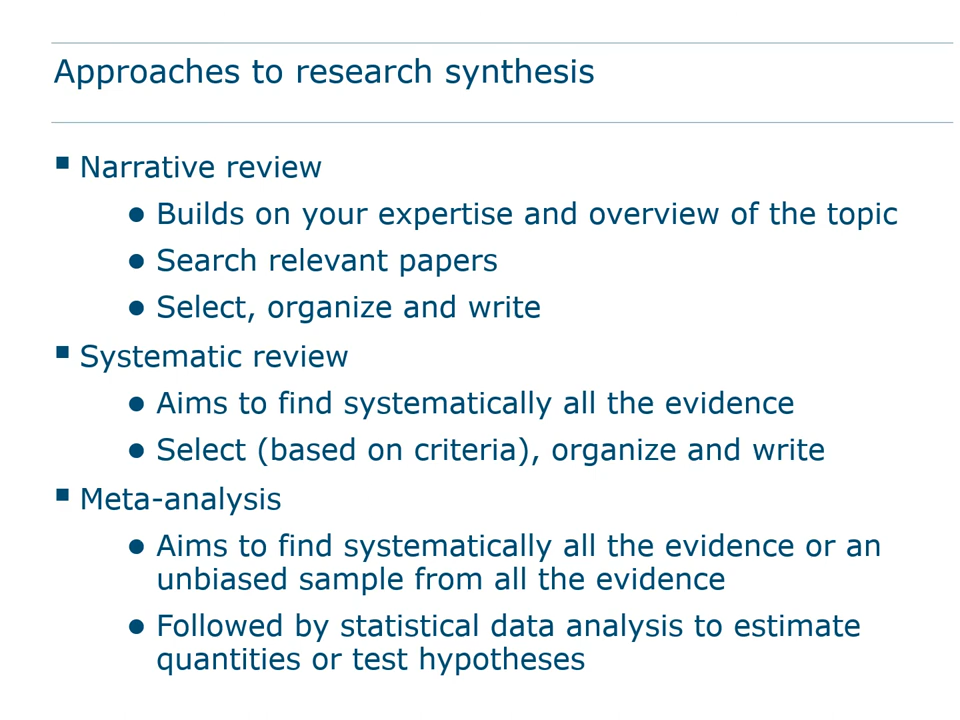 Approaches to research synthesis
▪ Narrative review
● Builds on your expertise and overview of the topic
● Search relevant papers
● Select, organize and write
▪ Systematic review
● Aims to find systematically all the evidence
● Select (based on criteria), organize and write
▪ Meta-analysis
● Aims to find systematically all the evidence or an
unbiased sample from all the evidence
● Followed by statistical data analysis to estimate
quantities or test hypotheses